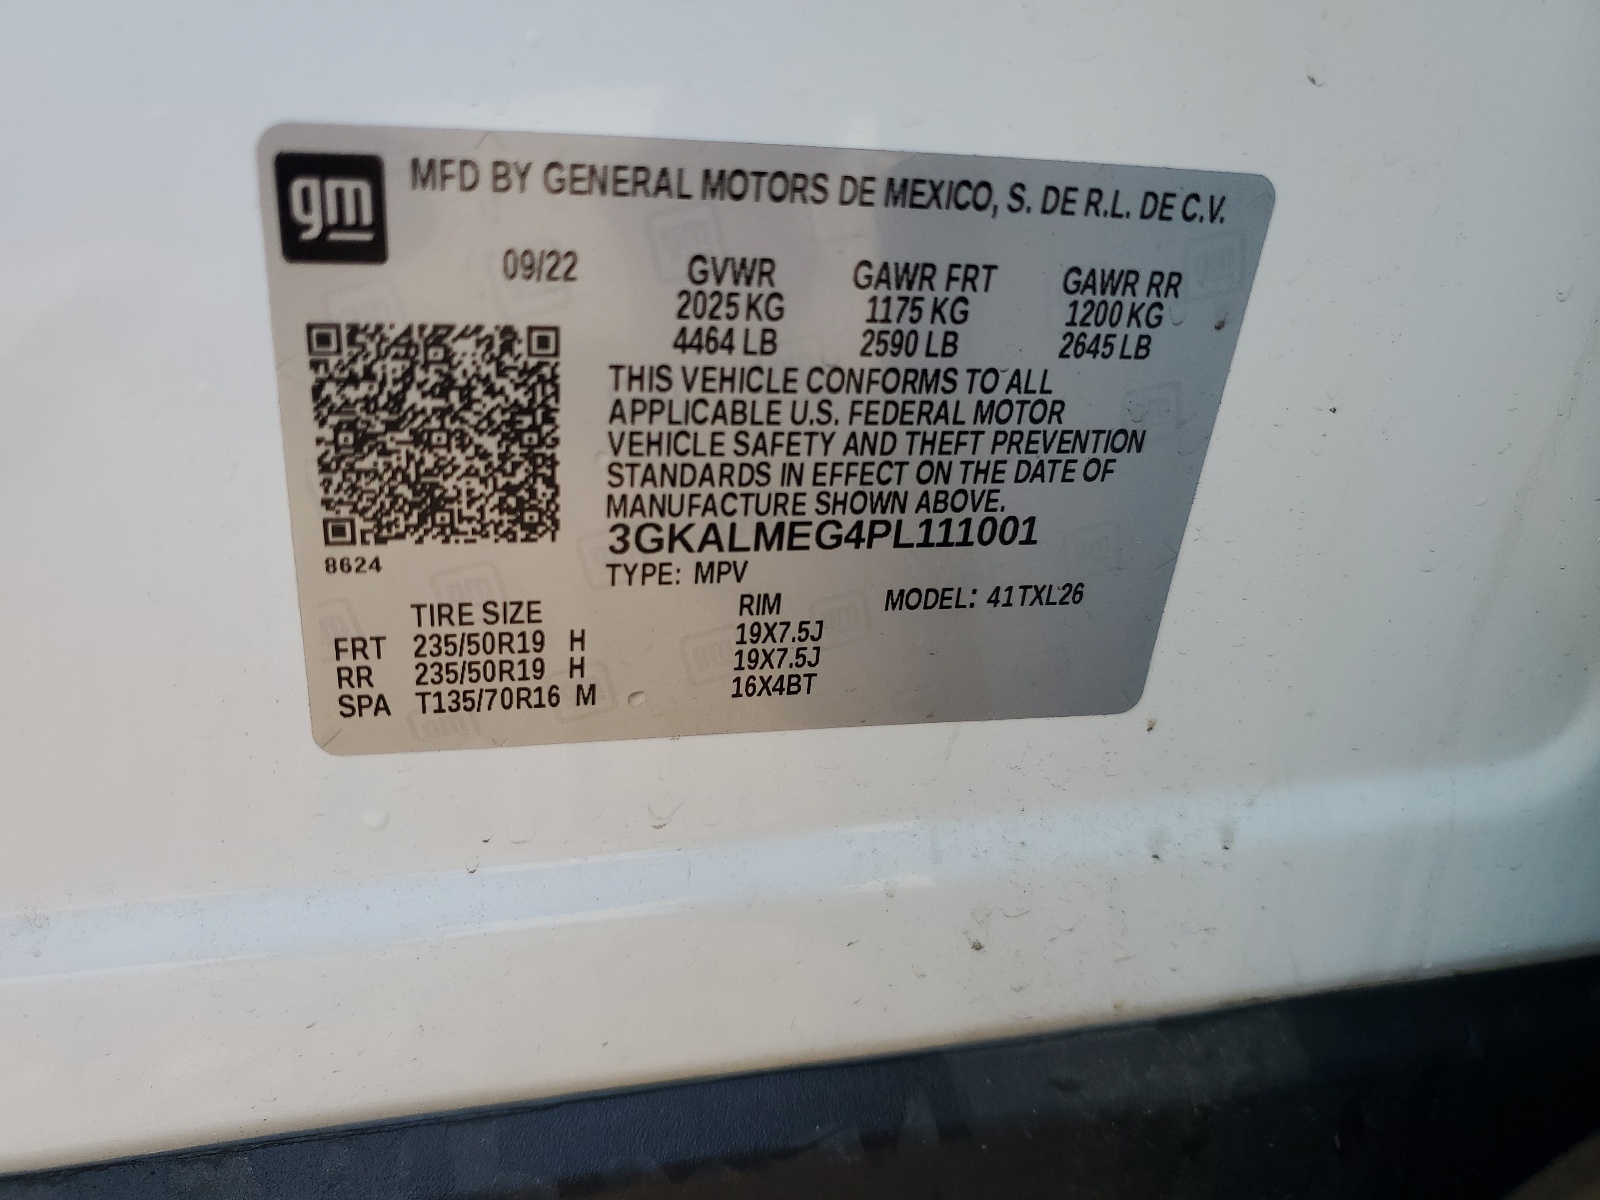 gm MFD BY GENERAL MOTORS DE MEXICO, S. DE R.L. DE C.V.
09/22 GVWR GAWR FRT GAWR RR
2025 KG 1175 KG 1200 KG
4464 LB 2590 LB 2645 LB
THIS VEHICLE CONFORMS TO ALL
APPLICABLE U.S. FEDERAL MOTOR
VEHICLE SAFETY AND THEFT PREVENTION
STANDARDS IN EFFECT ON THE DATE OF
MANUFACTURE SHOWN ABOVE.
3GKALMEG4PL111001
8624
TYPE: MPV
MODEL: 41TXL26
TIRE SIZE RIM
FRT 235/50R19 H 19X7.5J
RR 235/50R19 H 19X7.5J
SPA T135/70R16 M 16X4BT